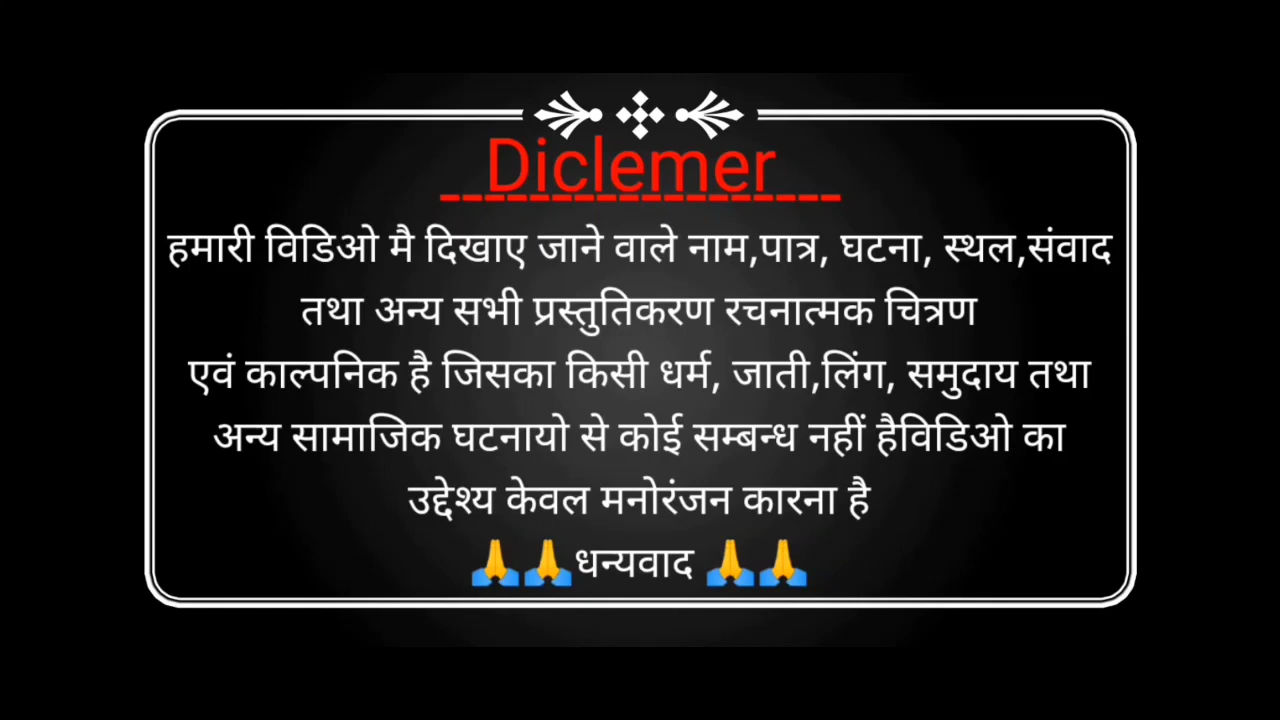 Diclemer
हमारी विडिओ मै दिखाए जाने वाले नाम,पात्र, घटना, स्थल,संवाद
तथा अन्य सभी प्रस्तुतिकरण रचनात्मक चित्रण
एवं काल्पनिक है जिसका किसी धर्म, जाती,लिंग, समुदाय तथा
अन्य सामाजिक घटनायो से कोई सम्बन्ध नहीं हैविडिओ का
उद्देश्य केवल मनोरंजन कारना है
🙏🙏धन्यवाद 🙏🙏